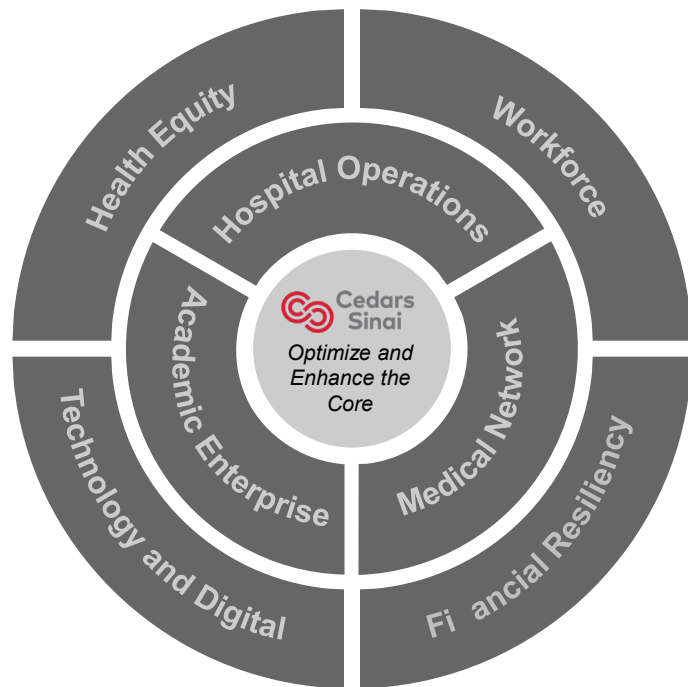 Health Equity
Workforce
Hospital Operations
Cedars
Sinai
Optimize and
Enhance the
Core
Academic Enterprise
Medical Network
Technology and Digital
Fi ancial Resiliency